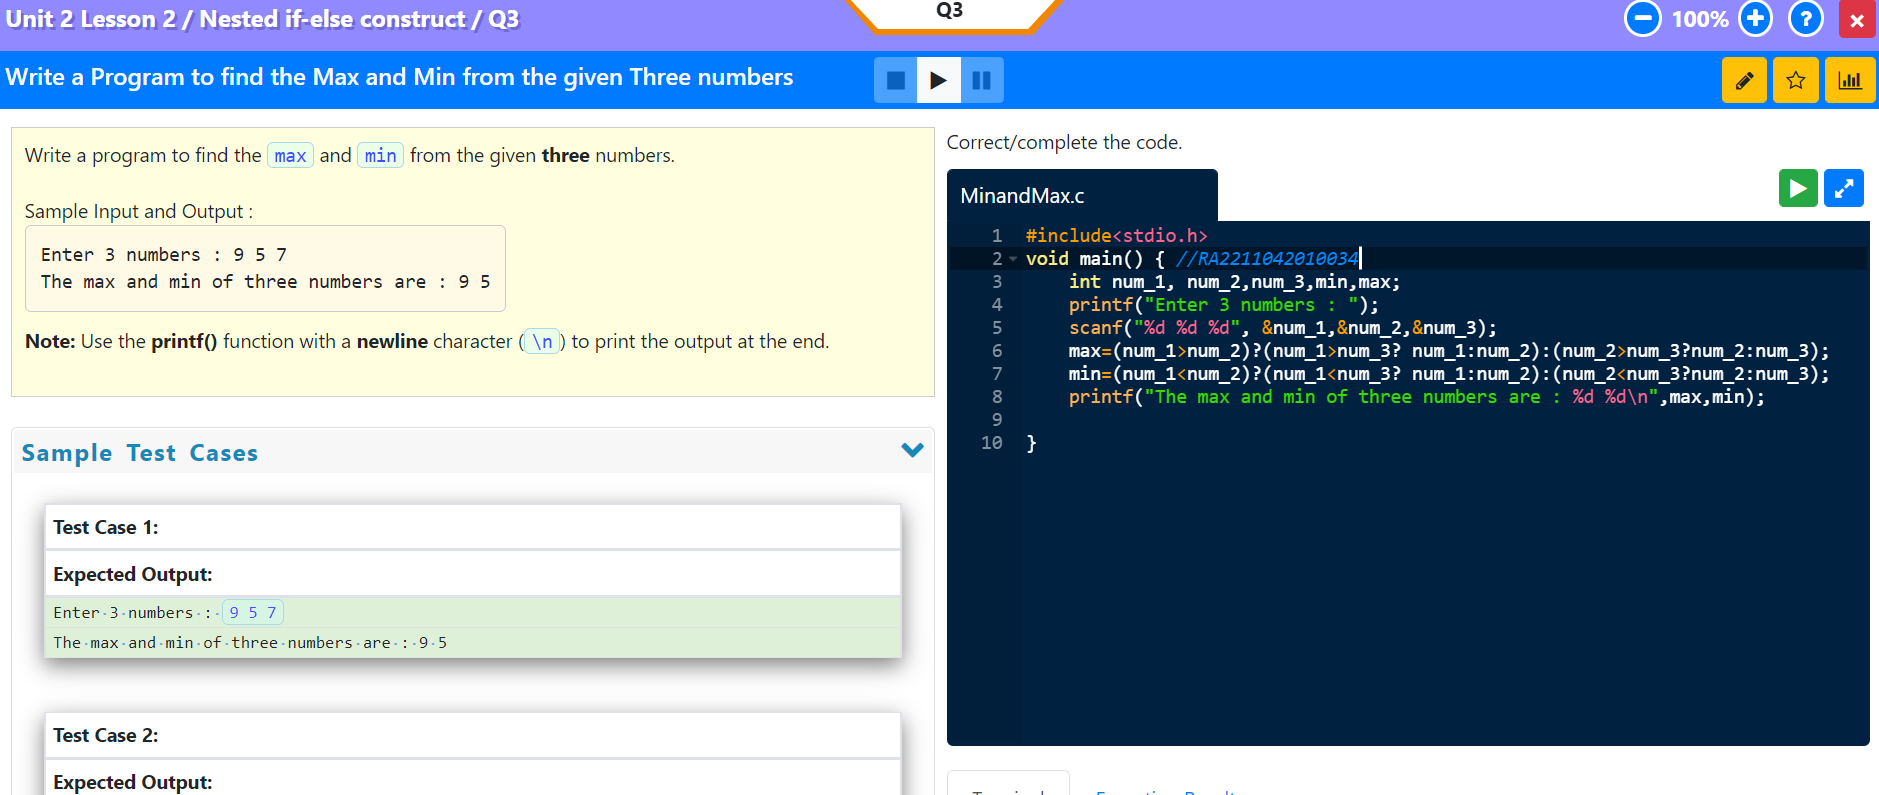 Unit 2 Lesson 2 / Nested if-else construct / Q3
Q3
100%
Write a Program to find the Max and Min from the given Three numbers
Write a program to find the max and min from the given three numbers.
Sample Input and Output :
Enter 3 numbers : 9 5 7
The max and min of three numbers are : 9 5
Note: Use the printf() function with a newline character (\n) to print the output at the end.
Sample Test Cases
Test Case 1:
Expected Output:
Enter·3·numbers·:·9 5 7
The·max·and·min·of·three·numbers·are·:·9·5
Test Case 2:
Expected Output:
Correct/complete the code.
MinandMax.c
1 #include<stdio.h>
2 void main() { //RA2211042010034
3 int num_1, num_2,num_3,min,max;
4 printf("Enter 3 numbers : ");
5 scanf("%d %d %d", &num_1,&num_2,&num_3);
6 max=(num_1>num_2)?(num_1>num_3? num_1:num_2):(num_2>num_3?num_2:num_3);
7 min=(num_1<num_2)?(num_1<num_3? num_1:num_2):(num_2<num_3?num_2:num_3);
8 printf("The max and min of three numbers are : %d %d\n",max,min);
9
10 }